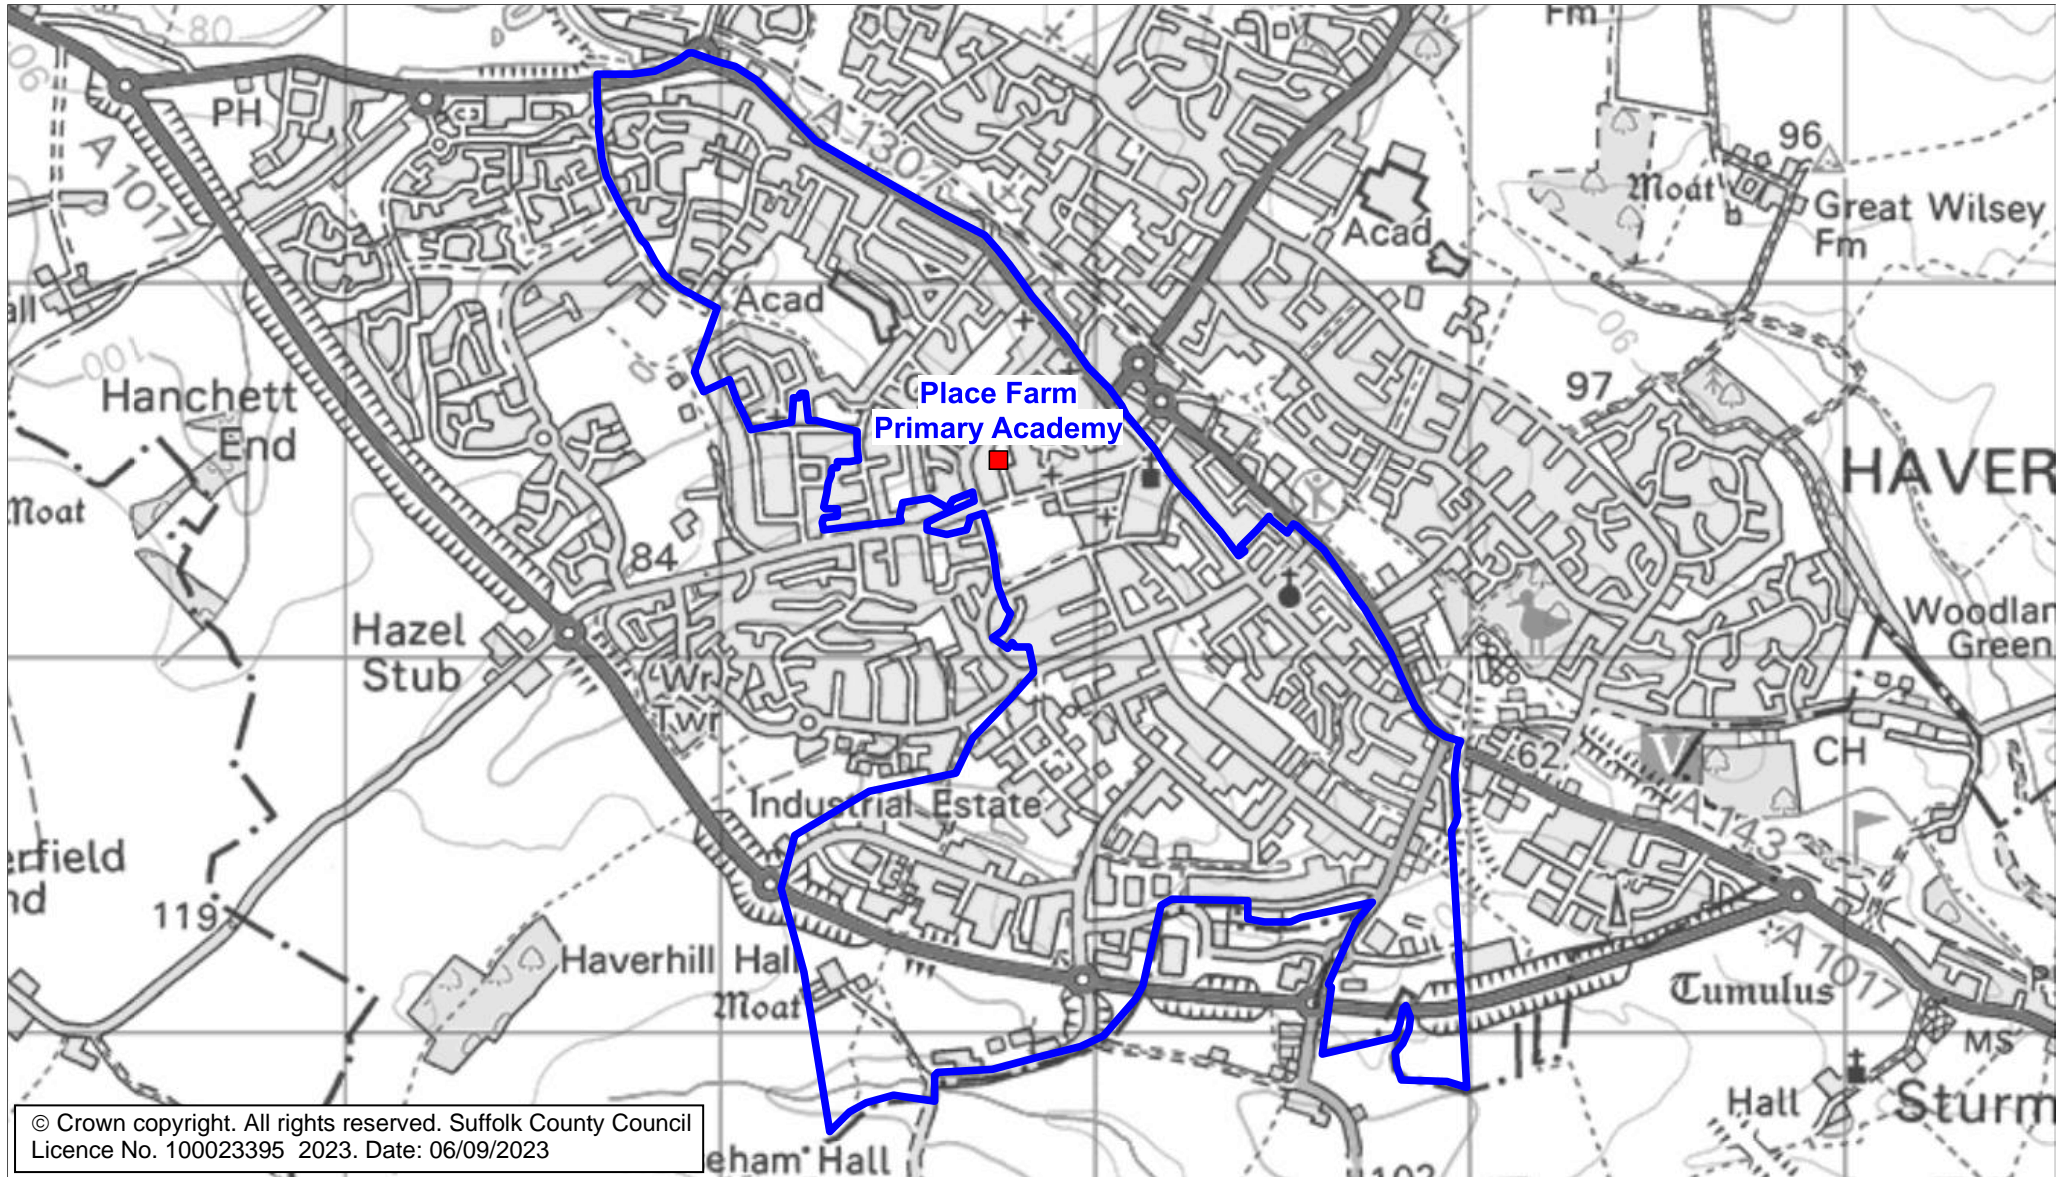 80
Fm
PH
A 1307
96
A 1017
Moat
Great Wilsey
Fm
Acad
Acad
90
100
Hanchett
End
Place Farm
Primary Academy
97
HAVER
Moat
84
Hazel
Stub
Woodlan
Green
Wr
Twr
CH
62
V
Industrial Estate
A 143
erfield
nd
119
Haverhill Hall
Moat
Tumulus
A 1017
MS
Hall
Sturm
© Crown copyright. All rights reserved. Suffolk County Council
Licence No. 100023395 2023. Date: 06/09/2023
eham Hall